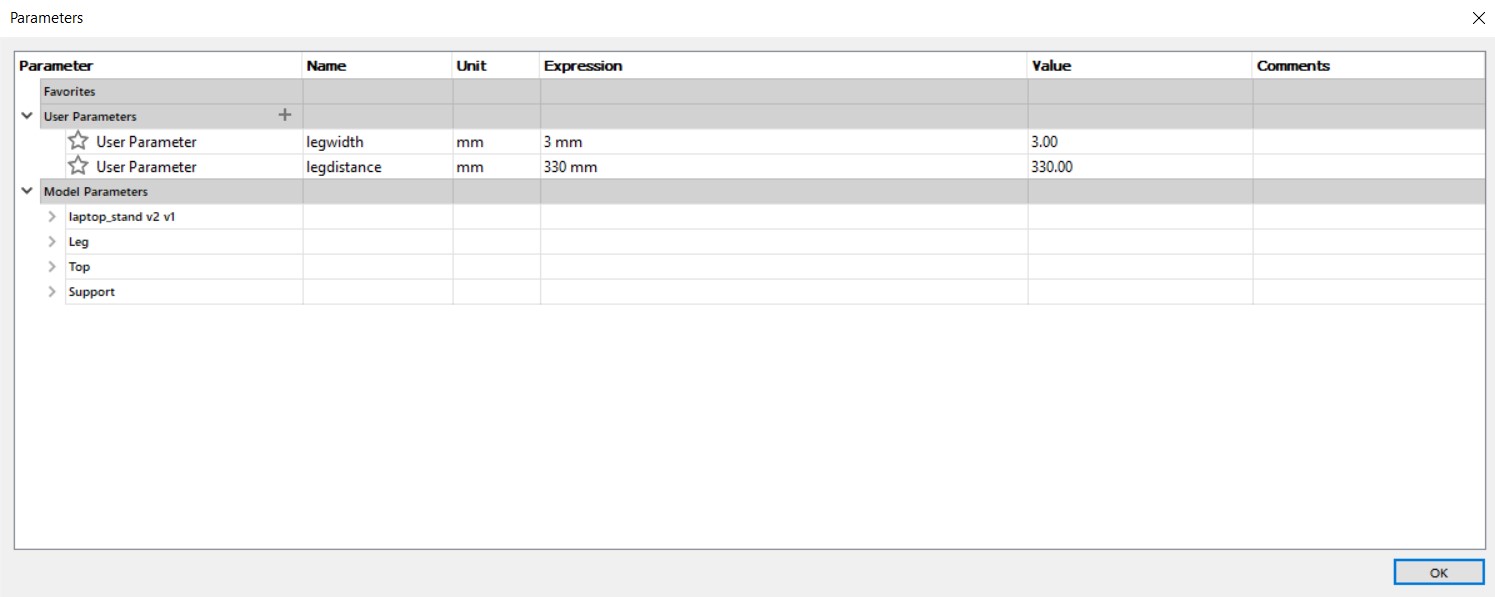 Parameters
Parameter Name Unit Expression Value Comments
Favorites
User Parameters
User Parameter legwidth mm 3 mm 3.00
User Parameter legdistance mm 330 mm 330.00
Model Parameters
laptop_stand v2 v1
Leg
Top
Support
OK